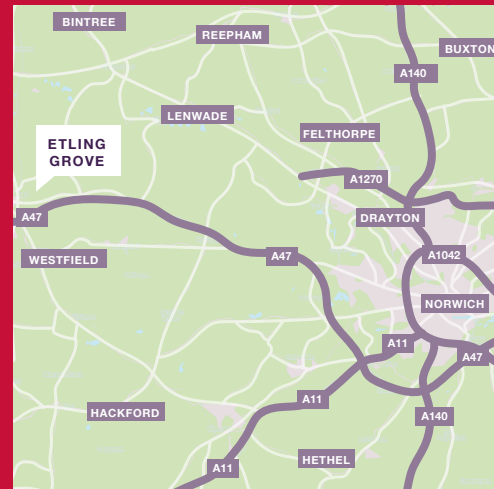 BINTREE
REEPHAM
BUXTON
A140
LENWADE
FELTHORPE
ETLING
GROVE
A1270
A47
DRAYTON
WESTFIELD
A47
A1042
NORWICH
A11
A47
A11
HACKFORD
A140
HETHEL
A11